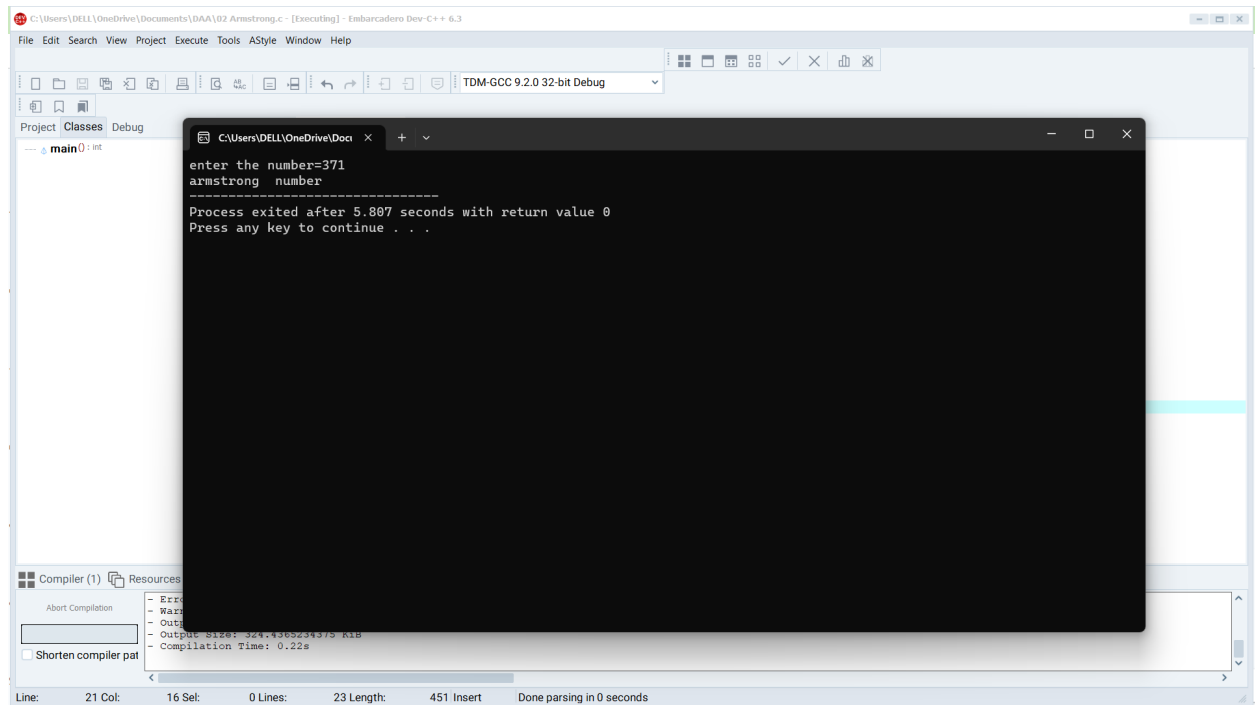 C:\Users\DELL\OneDrive\Documents\DAA\02 Armstrong.c - [Executing] - Embarcadero Dev-C++ 6.3
File Edit Search View Project Execute Tools AStyle Window Help
TDM-GCC 9.2.0 32-bit Debug
Project Classes Debug
main() : int
C:\Users\DELL\OneDrive\Docu
enter the number=371
armstrong  number
--------------------------------
Process exited after 5.807 seconds with return value 0
Press any key to continue . . .
Compiler (1) Resources
Abort Compilation
- Erro
- Warn
- Outp
- Output Size: 324.4365234375 KiB
- Compilation Time: 0.22s
Shorten compiler pat
Line: 21 Col: 16 Sel: 0 Lines: 23 Length: 451 Insert Done parsing in 0 seconds